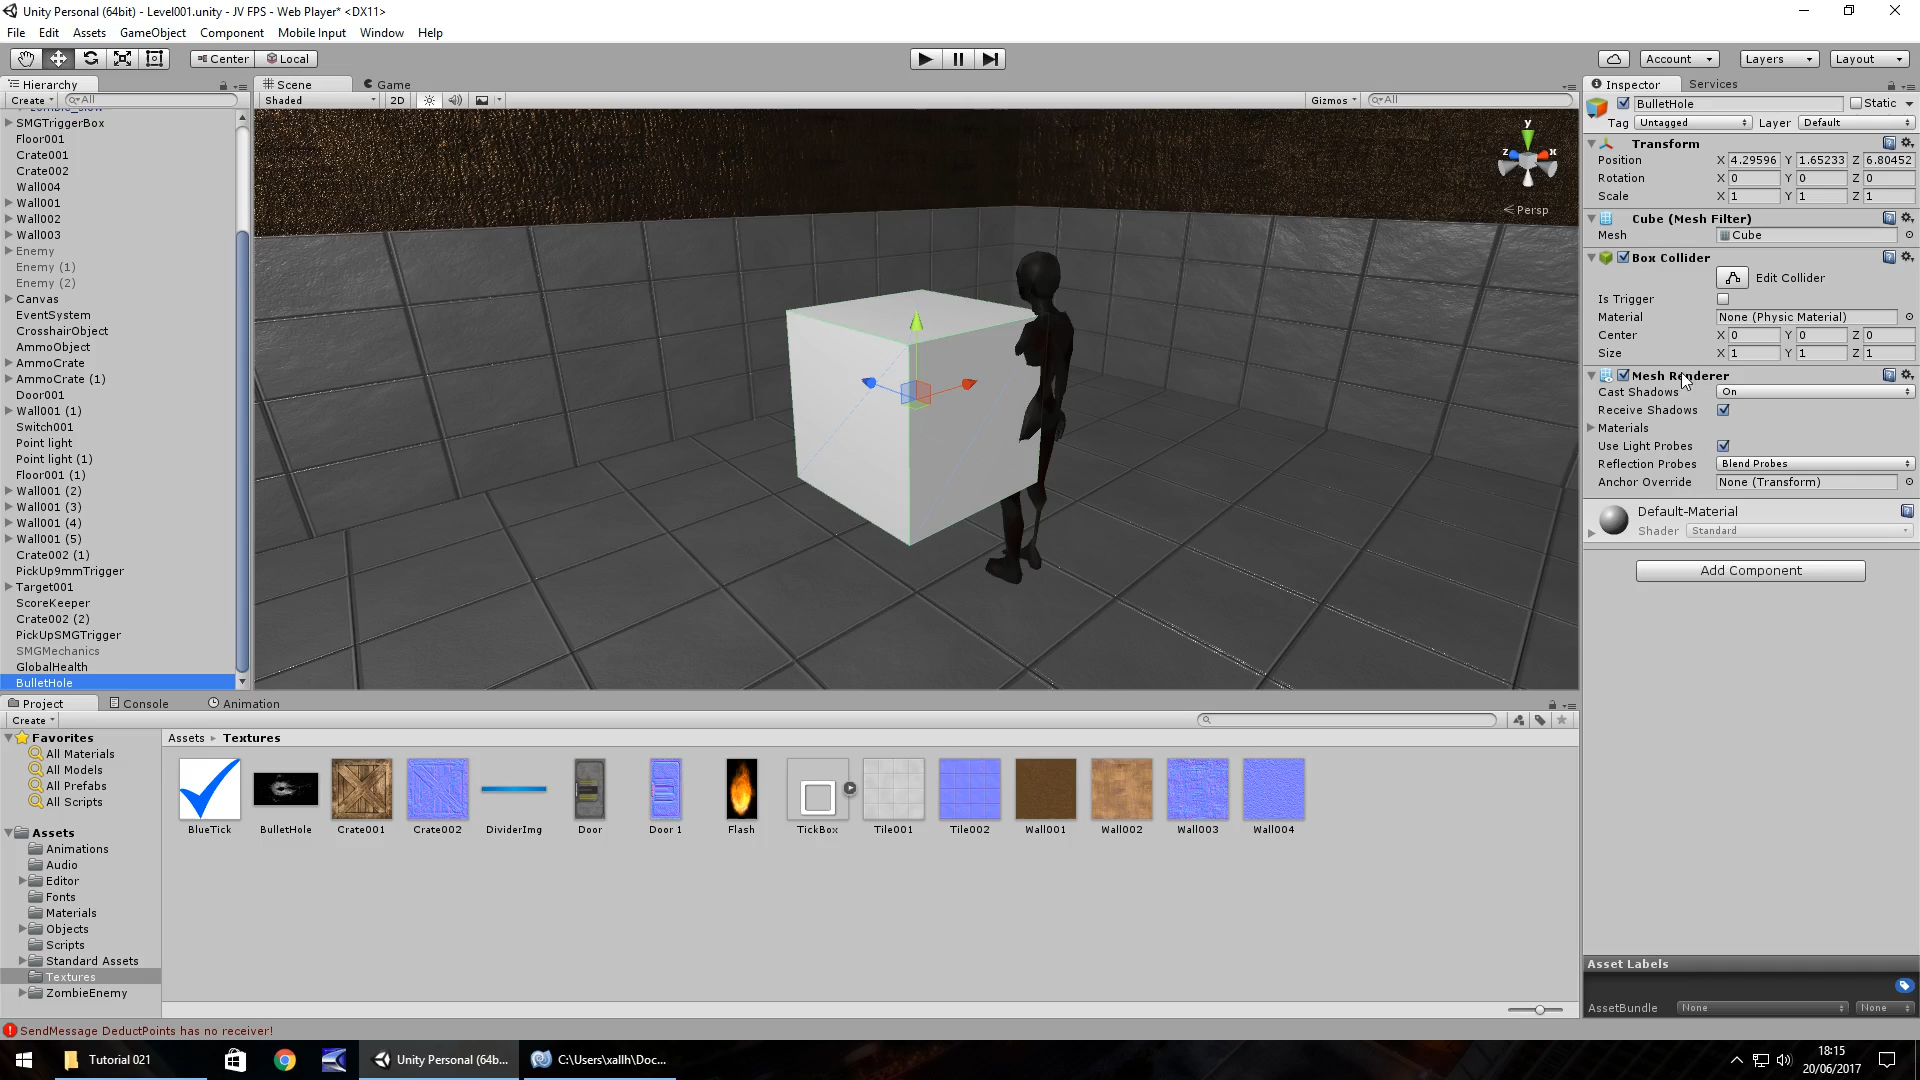 Unity Personal (64bit) - Level001.unity - JV FPS - Web Player* <DX11>
File Edit Assets GameObject Component Mobile Input Window Help
Center Local Account Layers Layout
Hierarchy
Create All
SMGTriggerBox
Floor001
Crate001
Crate002
Wall004
Wall001
Wall002
Wall003
Enemy
Enemy (1)
Enemy (2)
Canvas
EventSystem
CrosshairObject
AmmoObject
AmmoCrate
AmmoCrate (1)
Door001
Wall001 (1)
Switch001
Point light
Point light (1)
Floor001 (1)
Wall001 (2)
Wall001 (3)
Wall001 (4)
Wall001 (5)
Crate002 (1)
PickUp9mmTrigger
Target001
ScoreKeeper
Crate002 (2)
PickUpSMGTrigger
SMGMechanics
GlobalHealth
BulletHole
Scene Game
Shaded 2D Gizmos All
y
z x
Persp
Inspector Services
BulletHole Static
Tag Untagged Layer Default
Transform
Position X 4.29596 Y 1.65233 Z 6.80452
Rotation X 0 Y 0 Z 0
Scale X 1 Y 1 Z 1
Cube (Mesh Filter)
Mesh Cube
Box Collider
Edit Collider
Is Trigger
Material None (Physic Material)
Center X 0 Y 0 Z 0
Size X 1 Y 1 Z 1
Mesh Renderer
Cast Shadows On
Receive Shadows
Materials
Use Light Probes
Reflection Probes Blend Probes
Anchor Override None (Transform)
Default-Material
Shader Standard
Add Component
Asset Labels
AssetBundle None None
Project Console Animation
Create
Favorites
All Materials
All Models
All Prefabs
All Scripts
Assets
Animations
Audio
Editor
Fonts
Materials
Objects
Scripts
Standard Assets
Textures
ZombieEnemy
Assets Textures
BlueTick BulletHole Crate001 Crate002 DividerImg Door Door 1 Flash TickBox Tile001 Tile002 Wall001 Wall002 Wall003 Wall004
SendMessage DeductPoints has no receiver!
Tutorial 021 Unity Personal (64b... C:\Users\xallh\Doc...
18:15
20/06/2017